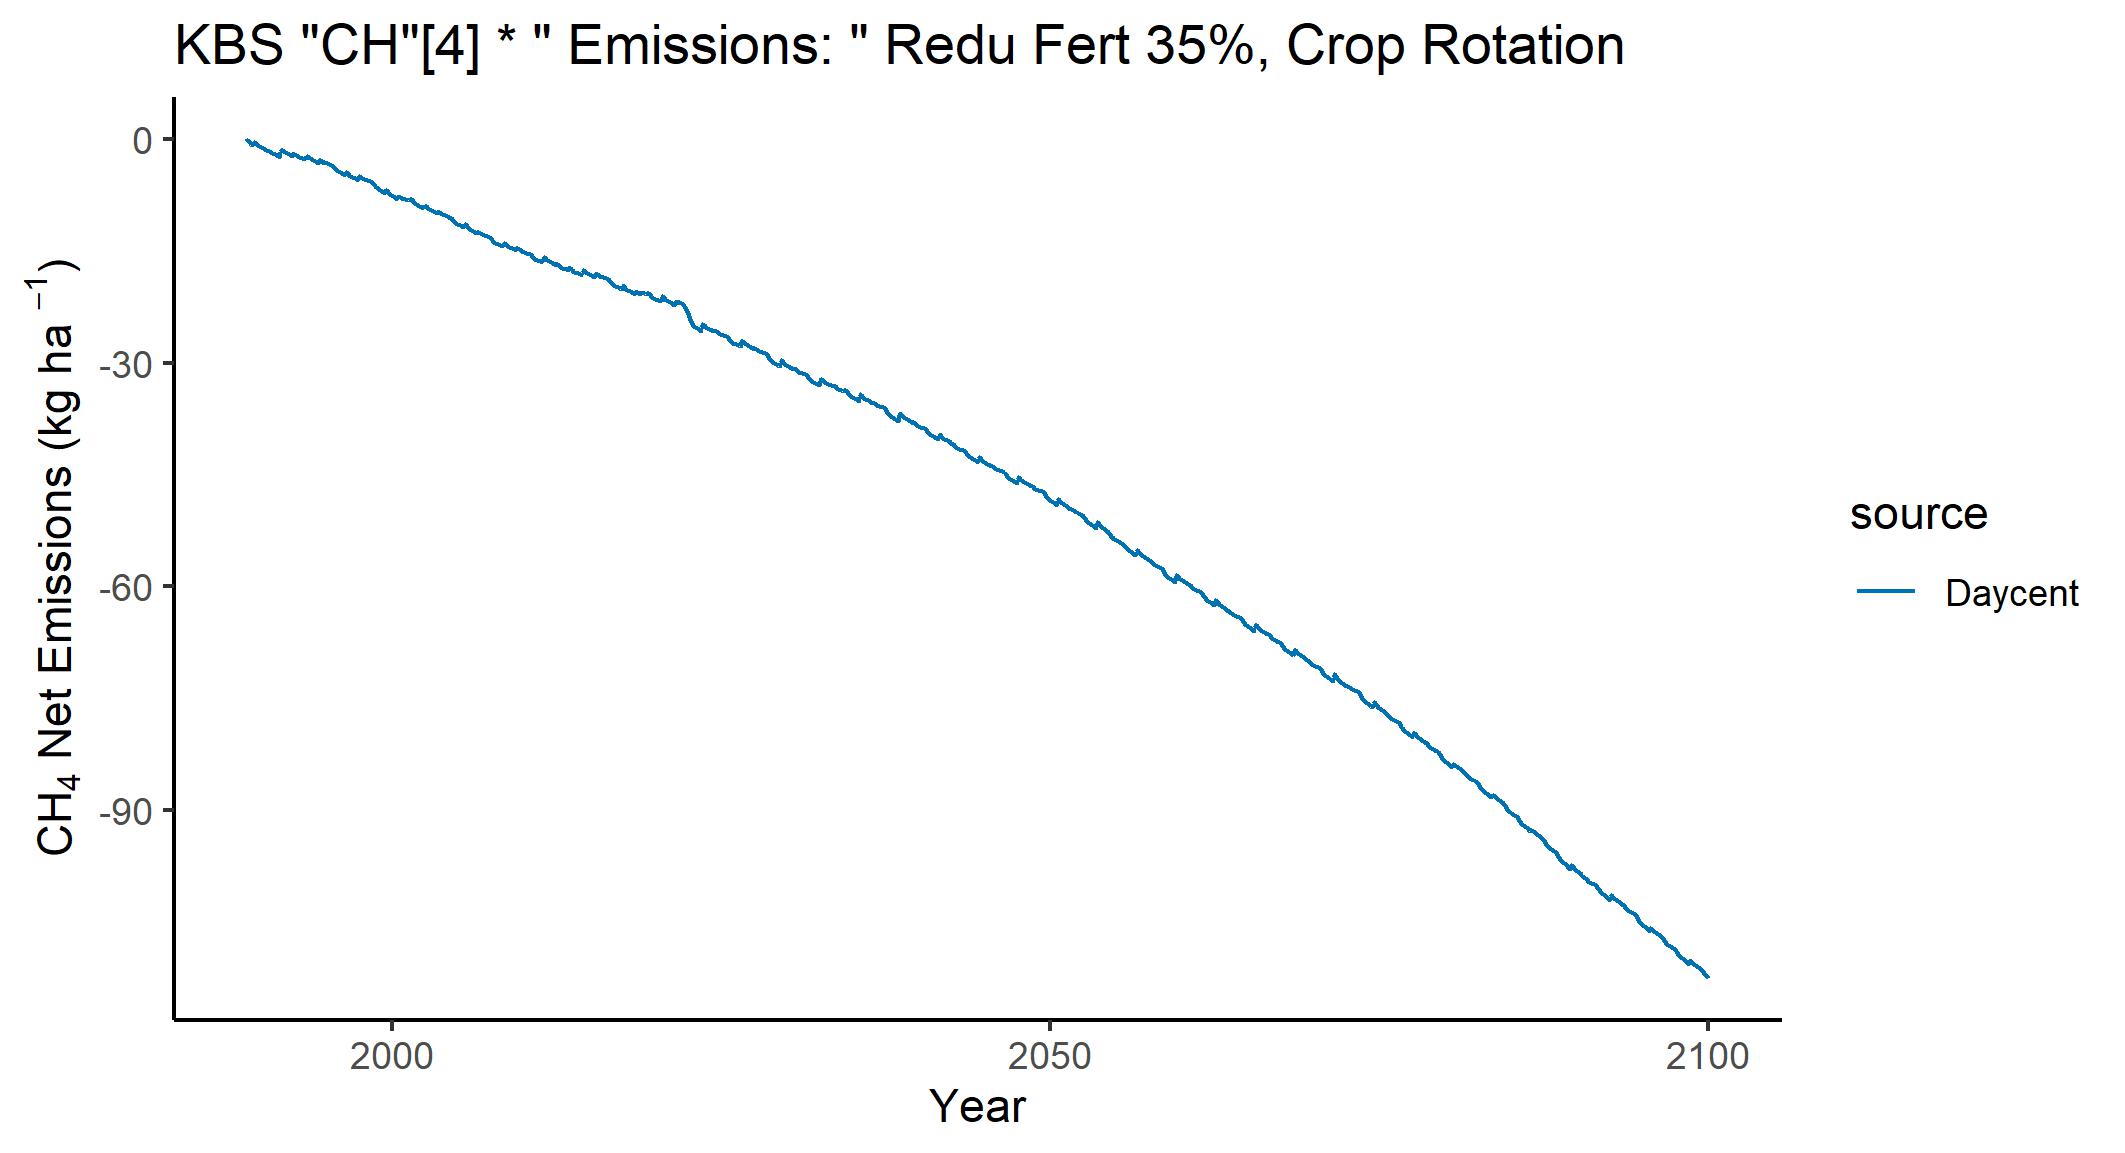 KBS "CH"[4] * " Emissions: " Redu Fert 35%, Crop Rotation
CH₄ Net Emissions (kg ha ⁻¹)
0
-30
-60
-90
2000
2050
2100
Year
source
Daycent